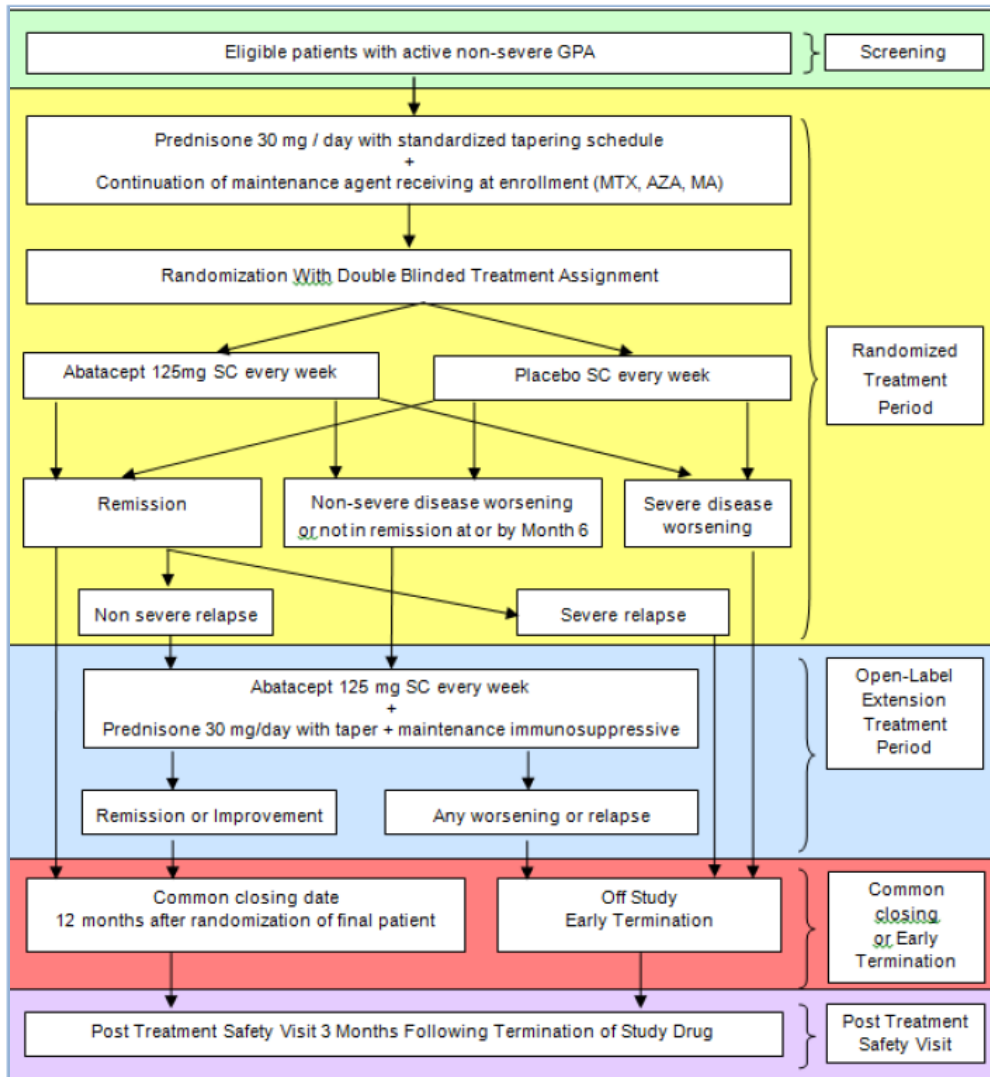 Eligible patients with active non-severe GPA
Screening
Prednisone 30 mg / day with standardized tapering schedule
+
Continuation of maintenance agent receiving at enrollment (MTX, AZA, MA)
Randomization With Double Blinded Treatment Assignment
Randomized
Treatment
Period
Abatacept 125mg SC every week
Placebo SC every week
Remission
Non-severe disease worsening
or not in remission at or by Month 6
Severe disease
worsening
Non severe relapse
Severe relapse
Abatacept 125 mg SC every week
+
Prednisone 30 mg/day with taper + maintenance immunosuppressive
Open-Label
Extension
Treatment
Period
Remission or Improvement
Any worsening or relapse
Common closing date
12 months after randomization of final patient
Off Study
Early Termination
Common
closing
or Early
Termination
Post Treatment Safety Visit 3 Months Following Termination of Study Drug
Post Treatment
Safety Visit